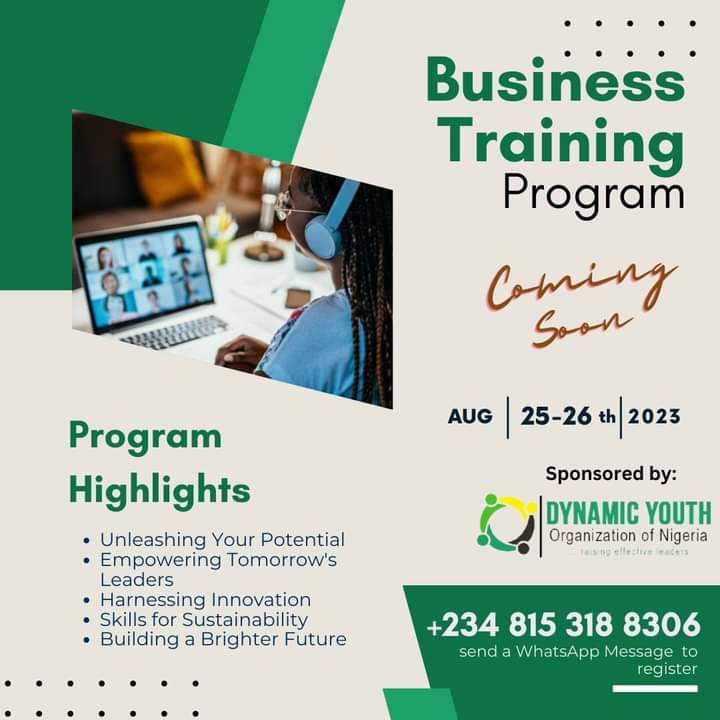 Business
Training
Program
Coming
Soon
AUG | 25-26 th | 2023
Sponsored by:
DYNAMIC YOUTH
Organization of Nigeria
...raising effective leaders
Program
Highlights
• Unleashing Your Potential
• Empowering Tomorrow's
Leaders
• Harnessing Innovation
• Skills for Sustainability
• Building a Brighter Future
+234 815 318 8306
send a WhatsApp Message to
register